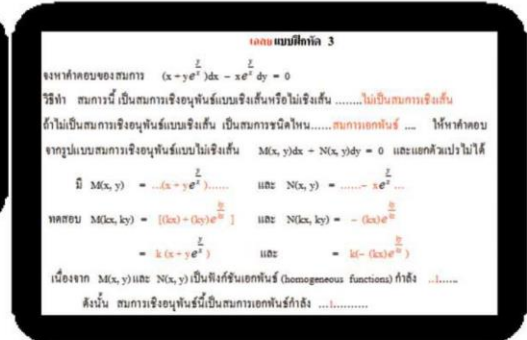 เฉลยแบบฝึกหัด 3
จงหาคำตอบของสมการ (x + ye^{y/x})dx - xe^{y/x} dy = 0
วิธีทำ สมการนี้ เป็นสมการเชิงอนุพันธ์แบบเชิงเส้นหรือไม่เชิงเส้น ........ไม่เป็นสมการเชิงเส้น
ถ้าไม่เป็นสมการเชิงอนุพันธ์แบบเชิงเส้น เป็นสมการชนิดไหน......สมการเอกพันธ์ .... ให้หาคำตอบ
จากรูปแบบสมการเชิงอนุพันธ์แบบไม่เชิงเส้น M(x, y)dx + N(x, y)dy = 0 และแยกตัวแปรไม่ได้
มี M(x, y) = ...(x + ye^{y/x})...... และ N(x, y) = ......- xe^{y/x} ...
ทดสอบ M(kx, ky) = [(kx) + (ky)e^{ky/kx} ] และ N(kx, ky) = - (kx)e^{ky/kx}
= k (x + ye^{y/x}) และ = k(- (kx)e^{ky/kx})
เนื่องจาก M(x, y) และ N(x, y) เป็นฟังก์ชันเอกพันธ์ (homogeneous functions) กำลัง ..1......
ดังนั้น สมการเชิงอนุพันธ์นี้เป็นสมการเอกพันธ์กำลัง ...1..........